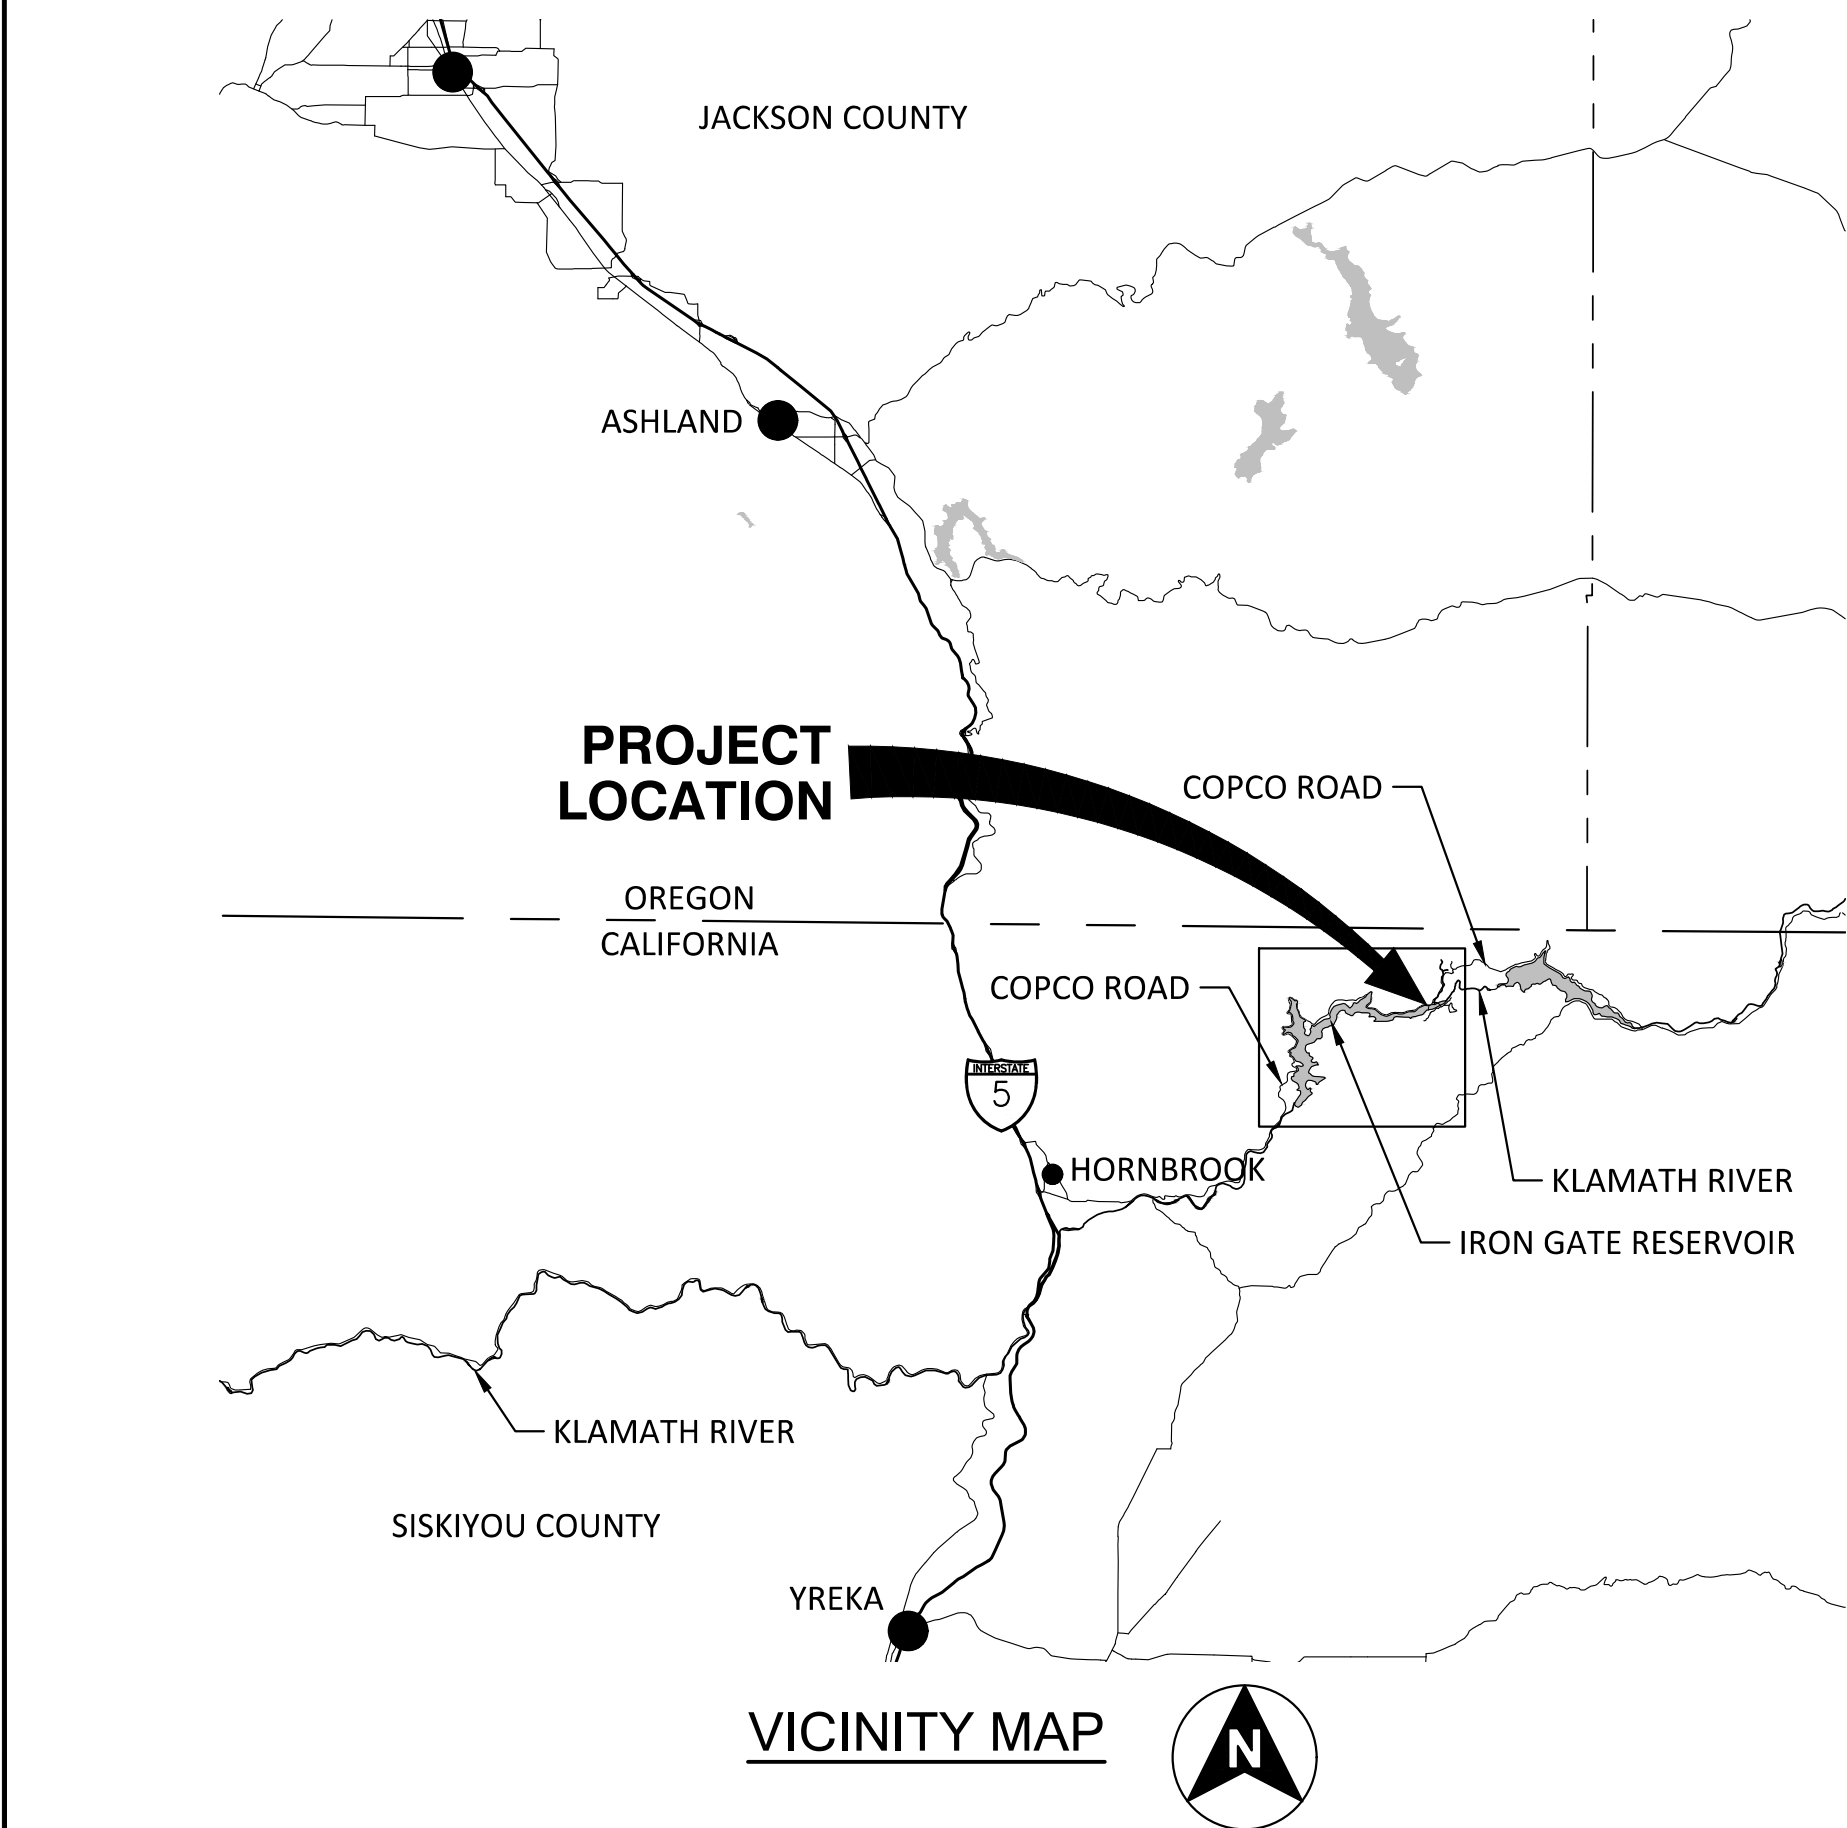 JACKSON COUNTY
ASHLAND
PROJECT
LOCATION
COPCO ROAD
OREGON
CALIFORNIA
COPCO ROAD
INTERSTATE
5
HORNBROOK
KLAMATH RIVER
IRON GATE RESERVOIR
KLAMATH RIVER
SISKIYOU COUNTY
YREKA
VICINITY MAP
N